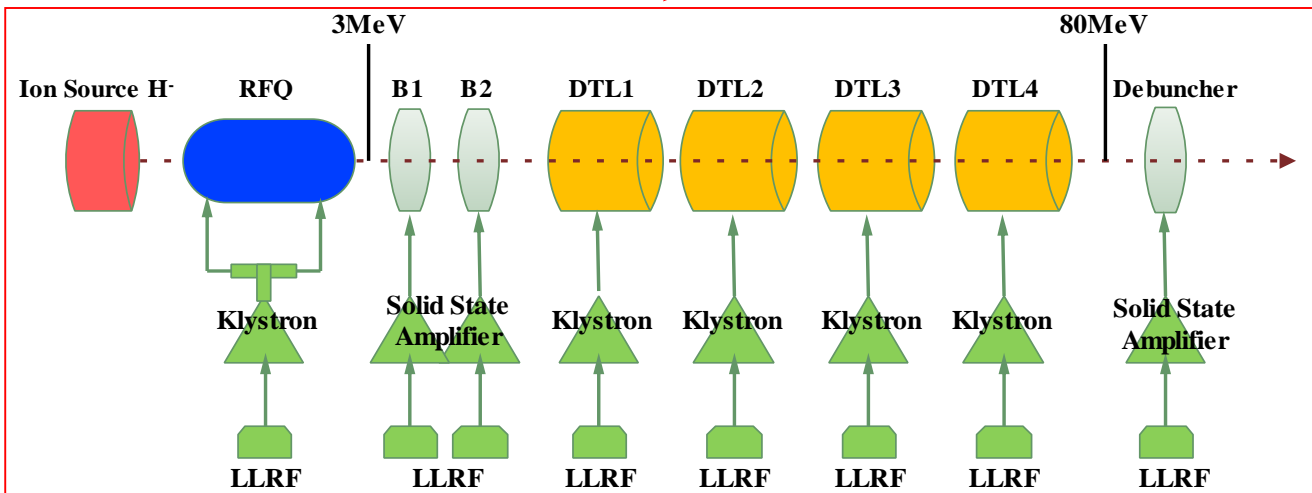 3MeV
80MeV
Ion Source H-
RFQ
B1
B2
DTL1
DTL2
DTL3
DTL4
Debuncher
Klystron
Solid State
Amplifier
Klystron
Klystron
Klystron
Klystron
Solid State
Amplifier
LLRF
LLRF
LLRF
LLRF
LLRF
LLRF
LLRF